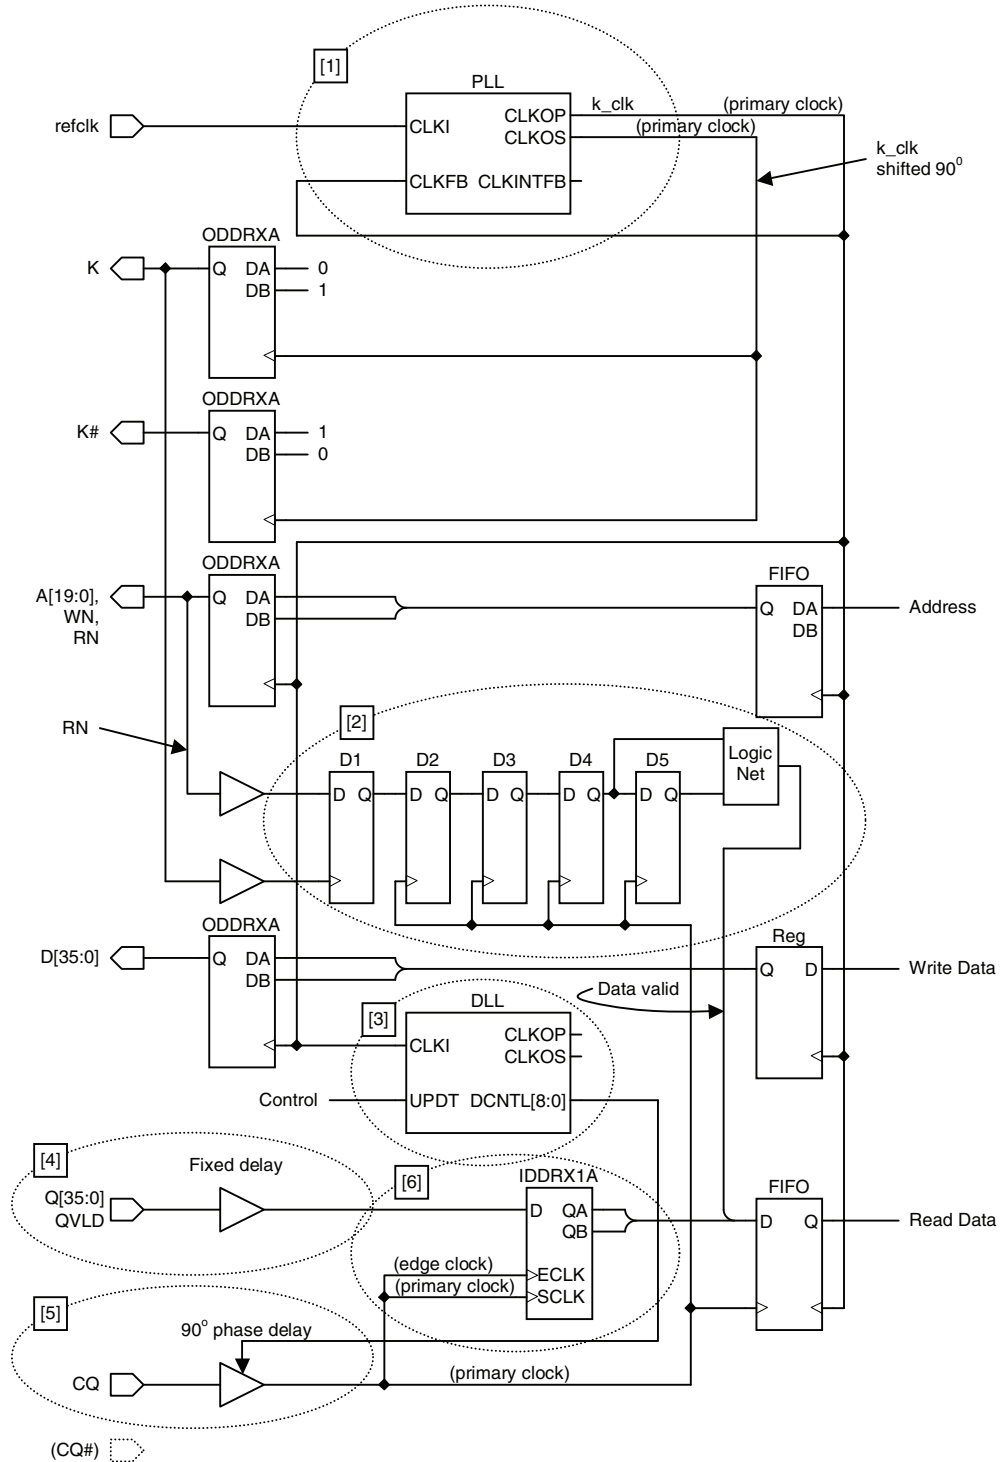 [1]
PLL
refclk
CLKI
CLKOP
k_clk
(primary clock)
CLKOS
(primary clock)
k_clk
shifted 90⁰
CLKFB
CLKINTFB
ODDRXA
K
Q
DA
0
DB
1
ODDRXA
K#
Q
DA
1
DB
0
ODDRXA
FIFO
A[19:0],
WN,
RN
Q
DA
DB
Q
DA
DB
Address
[2]
RN
D1
D2
D3
D4
D5
Logic
Net
D Q
D Q
D Q
D Q
D Q
ODDRXA
Reg
D[35:0]
Q
DA
DB
Q
D
Write Data
Data valid
[3]
DLL
CLKI
CLKOP
CLKOS
Control
UPDT
DCNTL[8:0]
[4]
Fixed delay
[6]
IDDRX1A
FIFO
Q[35:0]
QVLD
D
QA
QB
D
Q
Read Data
(edge clock)
ECLK
(primary clock)
SCLK
[5]
90° phase delay
CQ
(primary clock)
(CQ#)